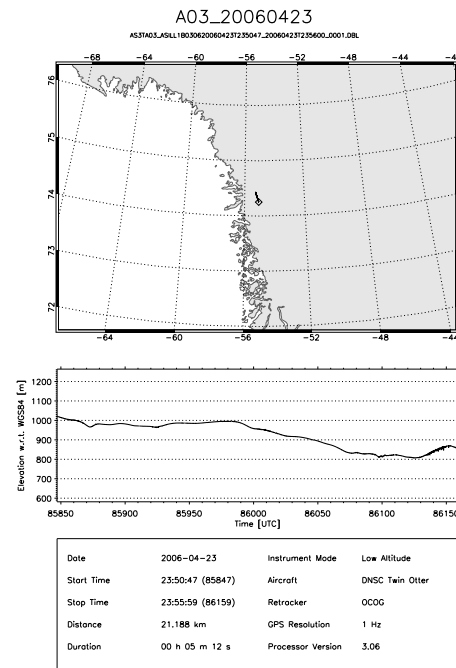 A03_20060423
AS3TA03_ASILL1B030620060423T235047_20060423T235600_0001.DBL
-68 -64 -60 -56 -52 -48 -44 -40
76
75
74
73
72
-64 -60 -56 -52 -48 -44
Elevation w.r.t. WGS84 [m]
1200
1000
900
800
700
600
85850 85900 85950 86000 86050 86100 86150
Time [UTC]
Date 2006-04-23 Instrument Mode Low Altitude
Start Time 23:50:47 (85847) Aircraft DNSC Twin Otter
Stop Time 23:55:59 (86159) Retracker OCOG
Distance 21.188 km GPS Resolution 1 Hz
Duration 00 h 05 m 12 s Processor Version 3.06